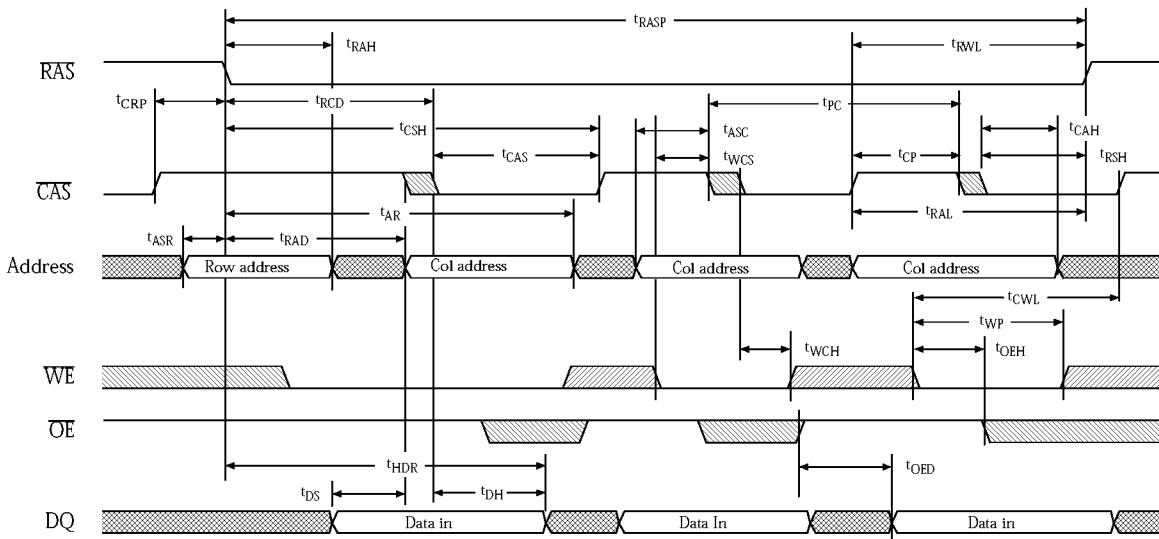 tRASP
tRAH
tRWL
RAS
tCRP
tRCD
tPC
tCSH
tASC
tCAH
tCAS
tWCS
tCP
tRSH
CAS
tAR
tRAL
tASR
tRAD
Address
Row address
Col address
Col address
Col address
tCWL
tWP
tWCH
tOEH
WE
OE
tHDR
tOED
tDS
tDH
DQ
Data in
Data In
Data in